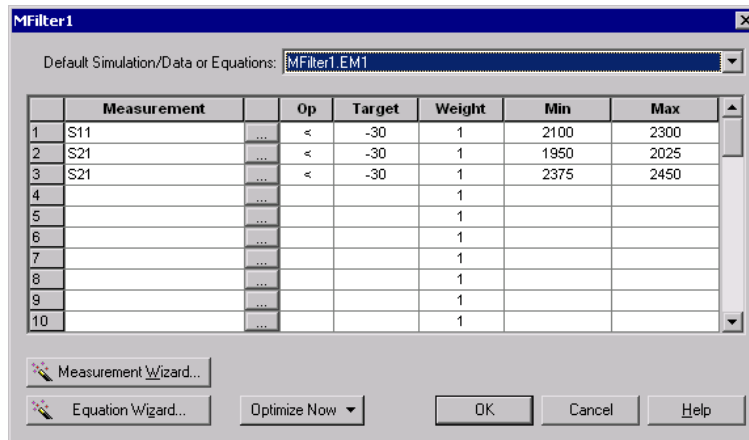 MFilter1
Default Simulation/Data or Equations: MFilter1.EM1
Measurement Op Target Weight Min Max
1 S11 ... < -30 1 2100 2300
2 S21 ... < -30 1 1950 2025
3 S21 ... < -30 1 2375 2450
4 ... 1
5 ... 1
6 ... 1
7 ... 1
8 ... 1
9 ... 1
10 ... 1
Measurement Wizard...
Equation Wizard... Optimize Now OK Cancel Help